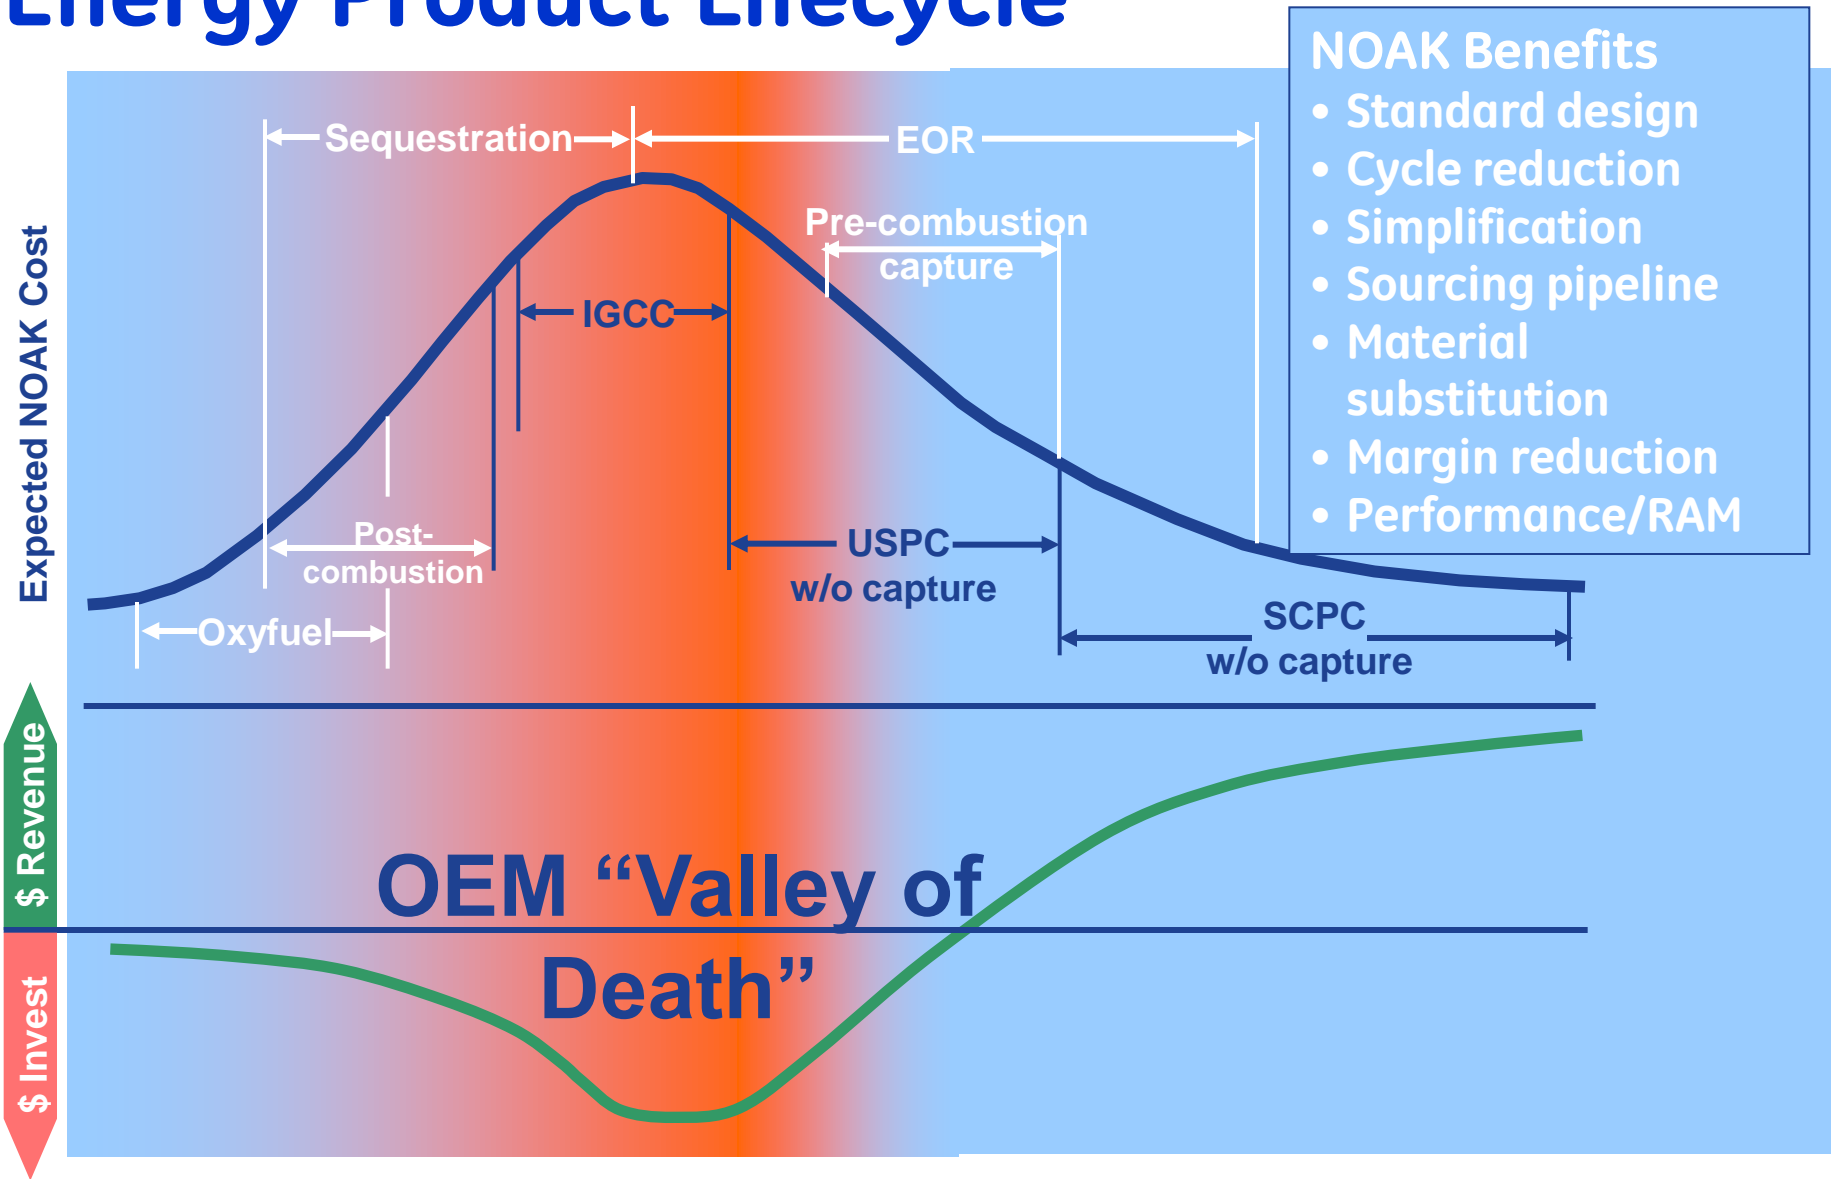 Energy Product Lifecycle
NOAK Benefits
• Standard design
• Cycle reduction
• Simplification
• Sourcing pipeline
• Material
substitution
• Margin reduction
• Performance/RAM
Sequestration
EOR
Pre-combustion
capture
IGCC
Expected NOAK Cost
Post-
combustion
USPC
w/o capture
Oxyfuel
SCPC
w/o capture
$ Revenue
OEM “Valley of
Death”
$ Invest